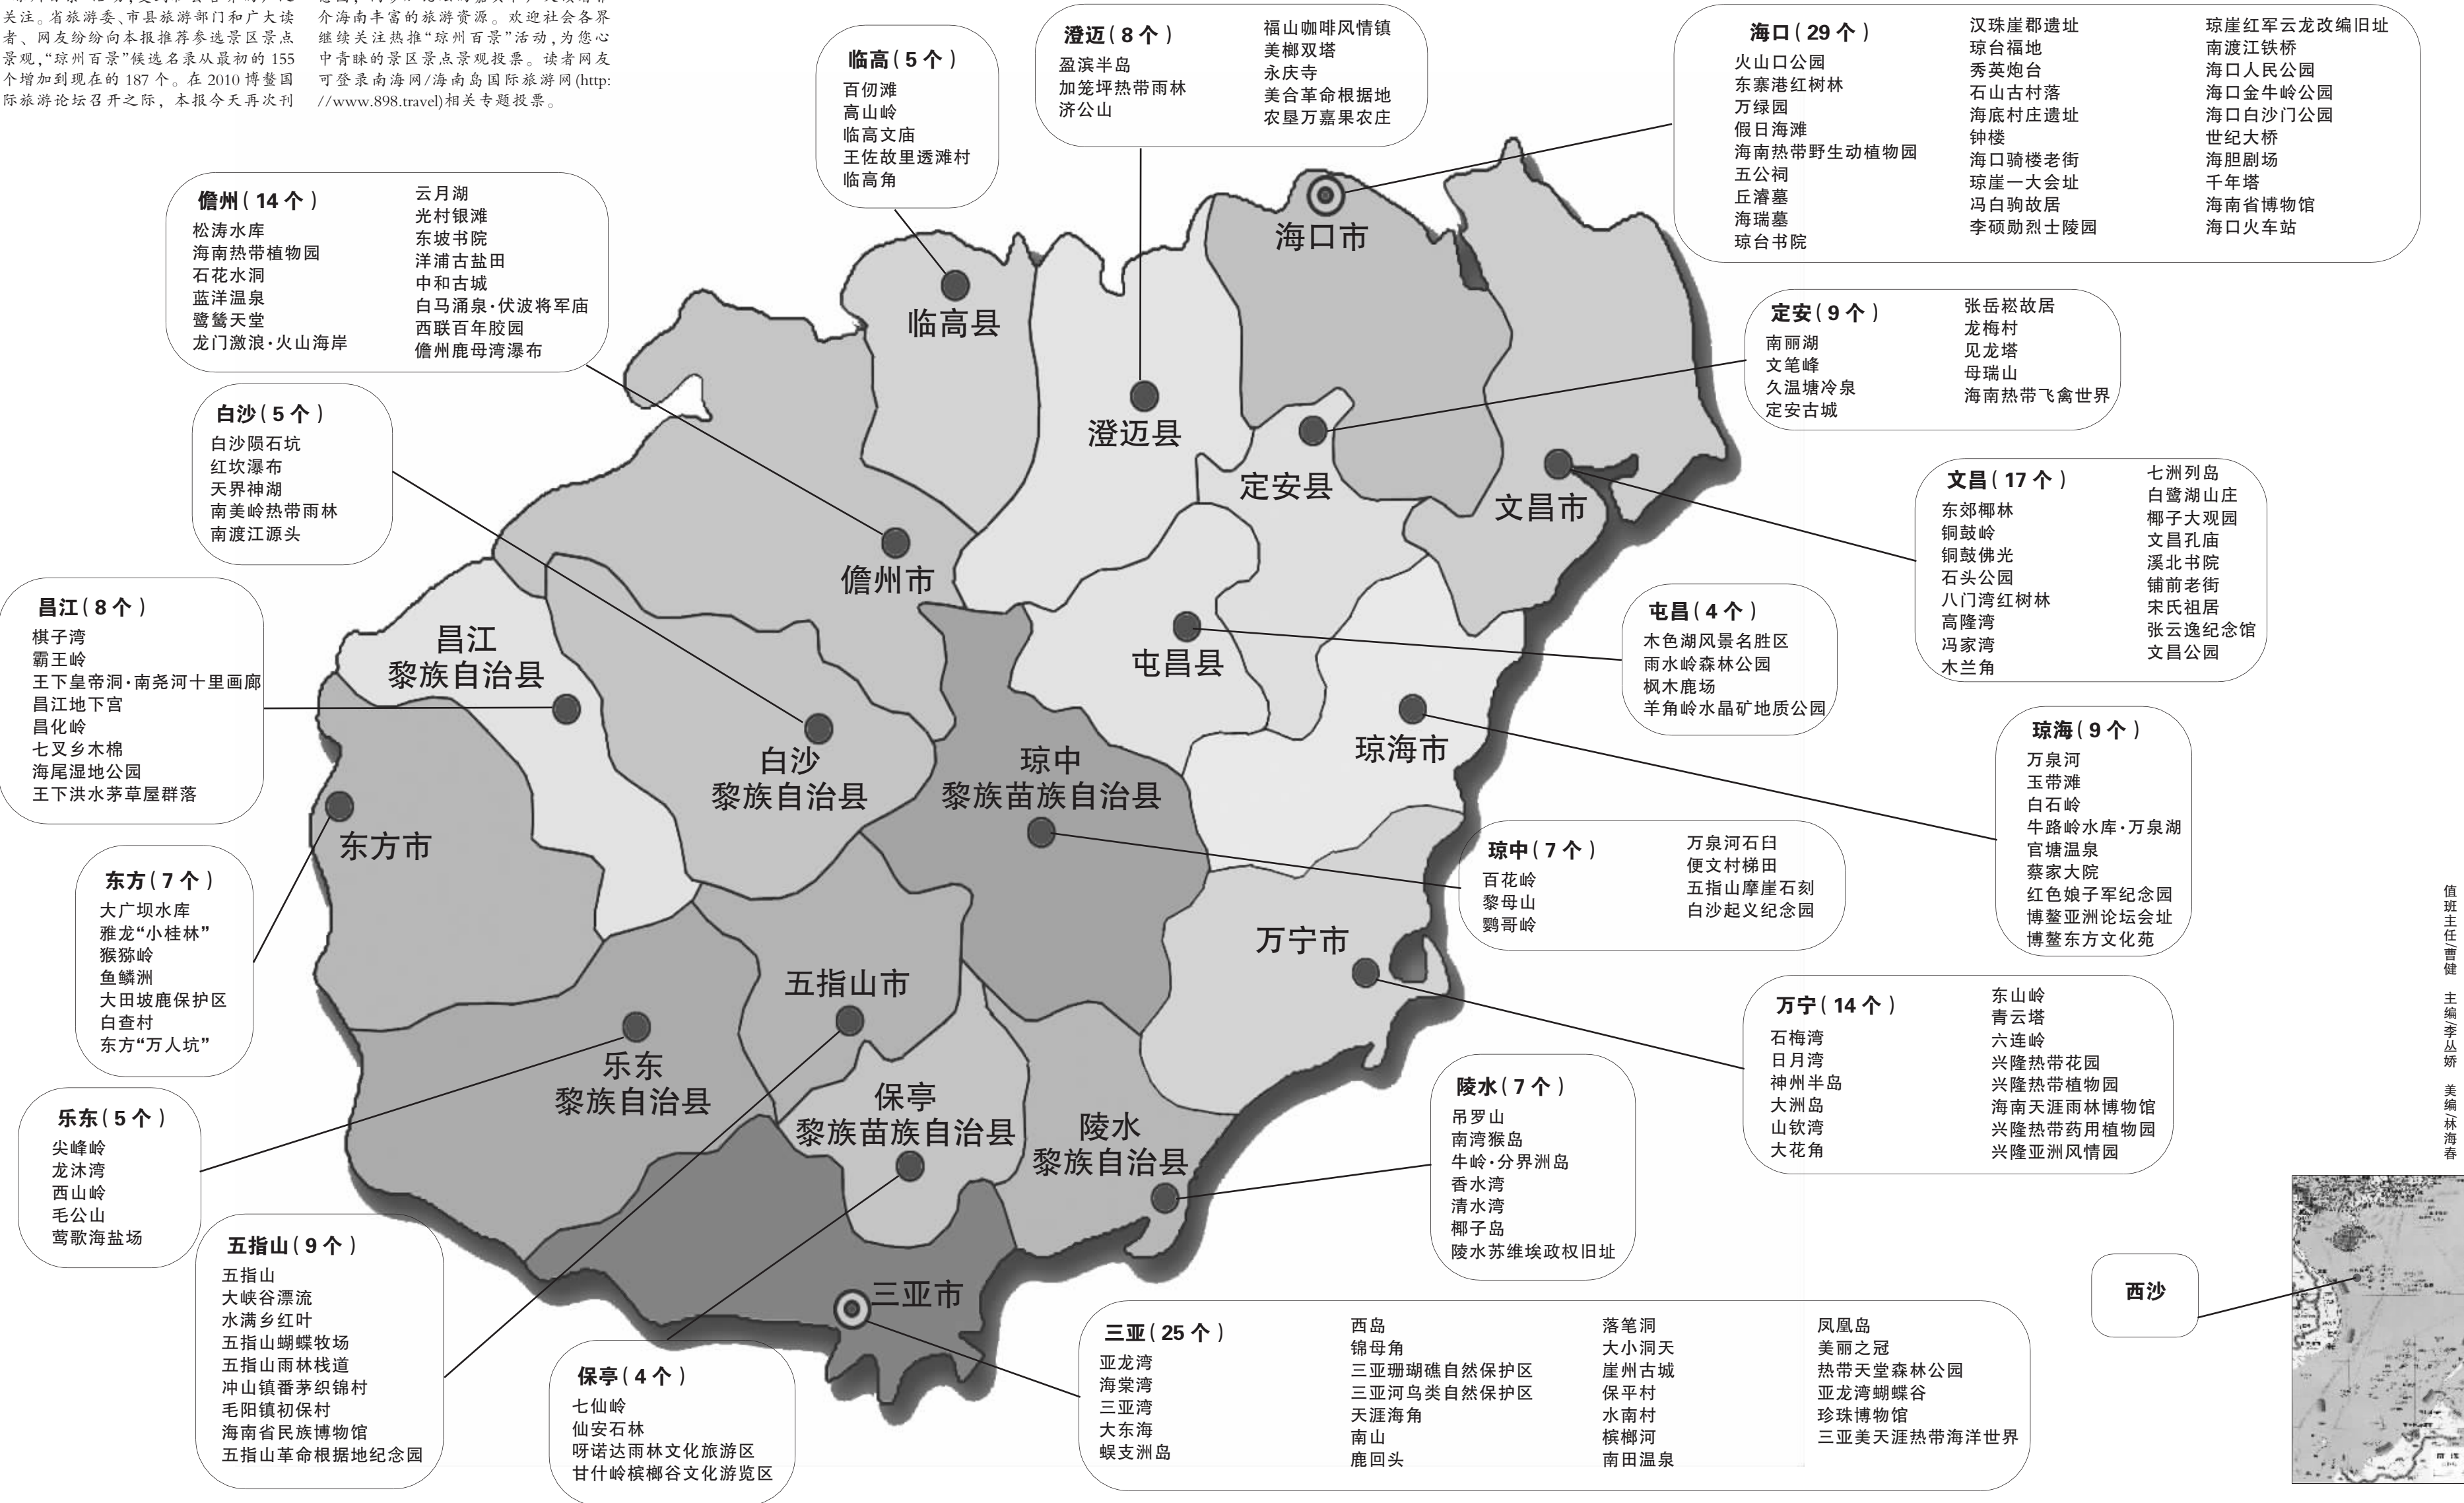 关注。省旅游委、市县旅游部门和广大读
者、网友纷纷向本报推荐参选景区景点
景观,“琼州百景”候选名录从最初的 155
个增加到现在的 187 个。在 2010 博鳌国
际旅游论坛召开之际，本报今天再次刊
介海南丰富的旅游资源。欢迎社会各界
继续关注热推“琼州百景”活动,为您心
中青睐的景区景点景观投票。读者网友
可登录南海网/海南岛国际旅游网(http:
//www.898.travel)相关专题投票。
临高(5 个)
百仞滩
高山岭
临高文庙
王佐故里透滩村
临高角
澄迈(8 个)
盈滨半岛
加笼坪热带雨林
济公山
福山咖啡风情镇
美榔双塔
永庆寺
美合革命根据地
农垦万嘉果农庄
海口(29 个)
火山口公园
东寨港红树林
万绿园
假日海滩
海南热带野生动植物园
五公祠
丘濬墓
海瑞墓
琼台书院
汉珠崖郡遗址
琼台福地
秀英炮台
石山古村落
海底村庄遗址
钟楼
海口骑楼老街
琼崖一大会址
冯白驹故居
李硕勋烈士陵园
琼崖红军云龙改编旧址
南渡江铁桥
海口人民公园
海口金牛岭公园
海口白沙门公园
世纪大桥
海胆剧场
千年塔
海南省博物馆
海口火车站
儋州(14 个)
松涛水库
海南热带植物园
石花水洞
蓝洋温泉
鹭鸶天堂
龙门激浪·火山海岸
云月湖
光村银滩
东坡书院
洋浦古盐田
中和古城
白马涌泉·伏波将军庙
西联百年胶园
儋州鹿母湾瀑布
定安(9 个)
南丽湖
文笔峰
久温塘冷泉
定安古城
张岳崧故居
龙梅村
见龙塔
母瑞山
海南热带飞禽世界
白沙(5 个)
白沙陨石坑
红坎瀑布
天界神湖
南美岭热带雨林
南渡江源头
文昌(17 个)
东郊椰林
铜鼓岭
铜鼓佛光
石头公园
八门湾红树林
高隆湾
冯家湾
木兰角
七洲列岛
白鹭湖山庄
椰子大观园
文昌孔庙
溪北书院
铺前老街
宋氏祖居
张云逸纪念馆
文昌公园
昌江(8 个)
棋子湾
霸王岭
王下皇帝洞·南尧河十里画廊
昌江地下宫
昌化岭
七叉乡木棉
海尾湿地公园
王下洪水茅草屋群落
屯昌(4 个)
木色湖风景名胜区
雨水岭森林公园
枫木鹿场
羊角岭水晶矿地质公园
琼海(9 个)
万泉河
玉带滩
白石岭
牛路岭水库·万泉湖
官塘温泉
蔡家大院
红色娘子军纪念园
博鳌亚洲论坛会址
博鳌东方文化苑
琼中(7 个)
百花岭
黎母山
鹦哥岭
万泉河石臼
便文村梯田
五指山摩崖石刻
白沙起义纪念园
东方(7 个)
大广坝水库
雅龙“小桂林”
猴猕岭
鱼鳞洲
大田坡鹿保护区
白查村
东方“万人坑”
万宁(14 个)
石梅湾
日月湾
神州半岛
大洲岛
山钦湾
大花角
东山岭
青云塔
六连岭
兴隆热带花园
兴隆热带植物园
海南天涯雨林博物馆
兴隆热带药用植物园
兴隆亚洲风情园
陵水(7 个)
吊罗山
南湾猴岛
牛岭·分界洲岛
香水湾
清水湾
椰子岛
陵水苏维埃政权旧址
乐东(5 个)
尖峰岭
龙沐湾
西山岭
毛公山
莺歌海盐场
五指山(9 个)
五指山
大峡谷漂流
水满乡红叶
五指山蝴蝶牧场
五指山雨林栈道
冲山镇番茅织锦村
毛阳镇初保村
海南省民族博物馆
五指山革命根据地纪念园
保亭(4 个)
七仙岭
仙安石林
呀诺达雨林文化旅游区
甘什岭槟榔谷文化游览区
三亚(25 个)
亚龙湾
海棠湾
三亚湾
大东海
蜈支洲岛
西岛
锦母角
三亚珊瑚礁自然保护区
三亚河鸟类自然保护区
天涯海角
南山
鹿回头
落笔洞
大小洞天
崖州古城
保平村
水南村
槟榔河
南田温泉
凤凰岛
美丽之冠
热带天堂森林公园
亚龙湾蝴蝶谷
珍珠博物馆
三亚美天涯热带海洋世界
西沙
海口市
临高县
澄迈县
定安县
文昌市
儋州市
屯昌县
昌江
黎族自治县
白沙
黎族自治县
琼中
黎族苗族自治县
琼海市
东方市
万宁市
五指山市
乐东
黎族自治县
保亭
黎族苗族自治县
陵水
黎族自治县
三亚市
值班主任/曹健 主编/李丛娇 美编/林海春